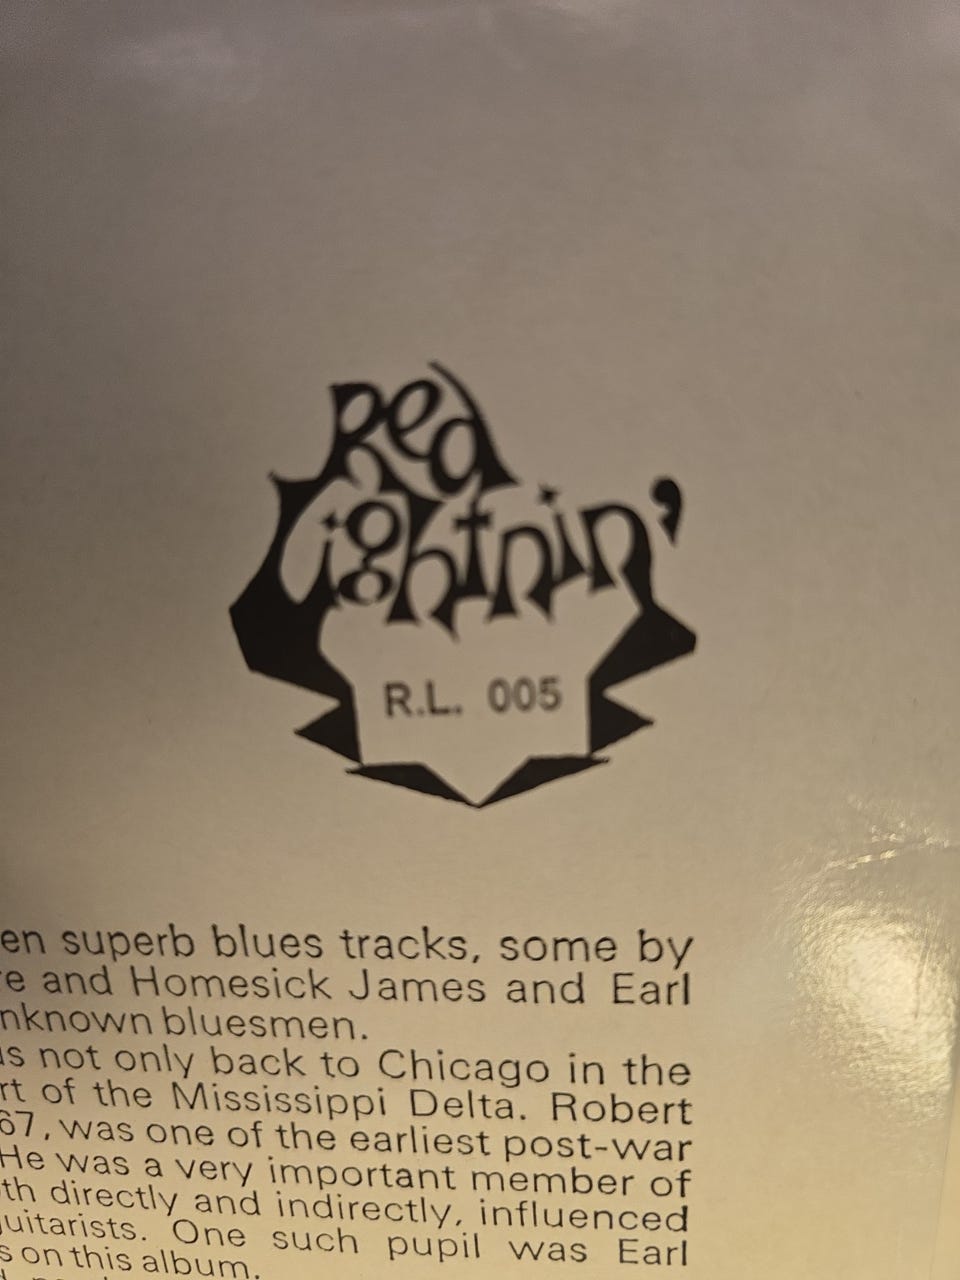 Red
Lightnin'
R.L. 005
en superb blues tracks, some by
e and Homesick James and Earl
nknown bluesmen.
s not only back to Chicago in the
rt of the Mississippi Delta. Robert
67, was one of the earliest post-war
He was a very important member of
th directly and indirectly, influenced
uitarists. One such pupil was Earl
s on this album.